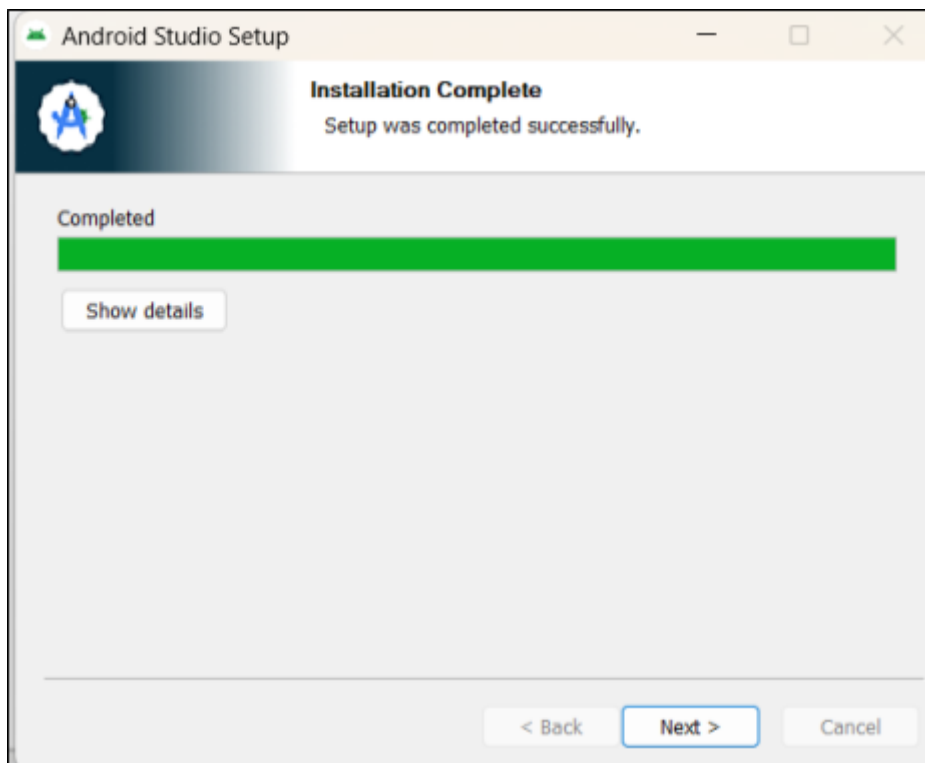 Android Studio Setup
Installation Complete
Setup was completed successfully.
Completed
Show details
< Back
Next >
Cancel